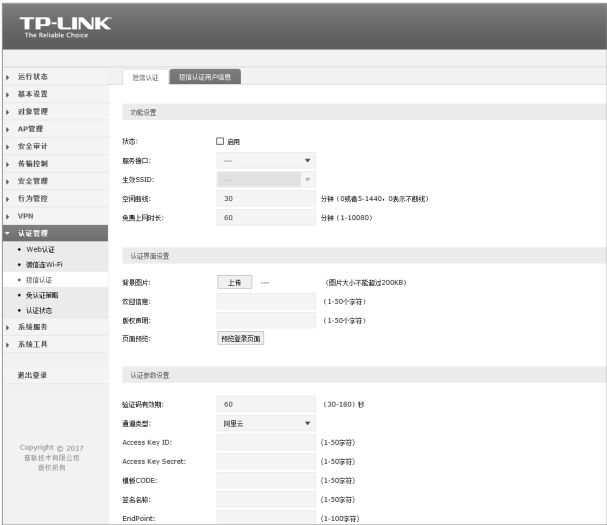 TP-LINK
The Reliable Choice
运行状态
基本设置
对象管理
AP管理
安全审计
传输控制
安全管理
行为管控
VPN
认证管理
Web认证
微信连Wi-Fi
短信认证
免认证策略
认证状态
系统服务
系统工具
退出登录
Copyright © 2017
普联技术有限公司
版权所有
短信认证 短信认证用户信息
功能设置
状态: 启用
服务接口: ---
生效SSID: ---
空闲断线: 30 分钟(0或者5-1440,0表示不断线)
免费上网时长: 60 分钟(1-10080)
认证界面设置
背景图片: 上传 --- (图片大小不能超过200KB)
欢迎信息: (1-50个字符)
版权声明: (1-50个字符)
页面预览: 预览登录页面
认证参数设置
验证码有效期: 60 (30-180)秒
通道类型: 阿里云
Access Key ID: (1-50字符)
Access Key Secret: (1-50字符)
模板CODE: (1-50字符)
签名名称: (1-50字符)
EndPoint: (1-100字符)